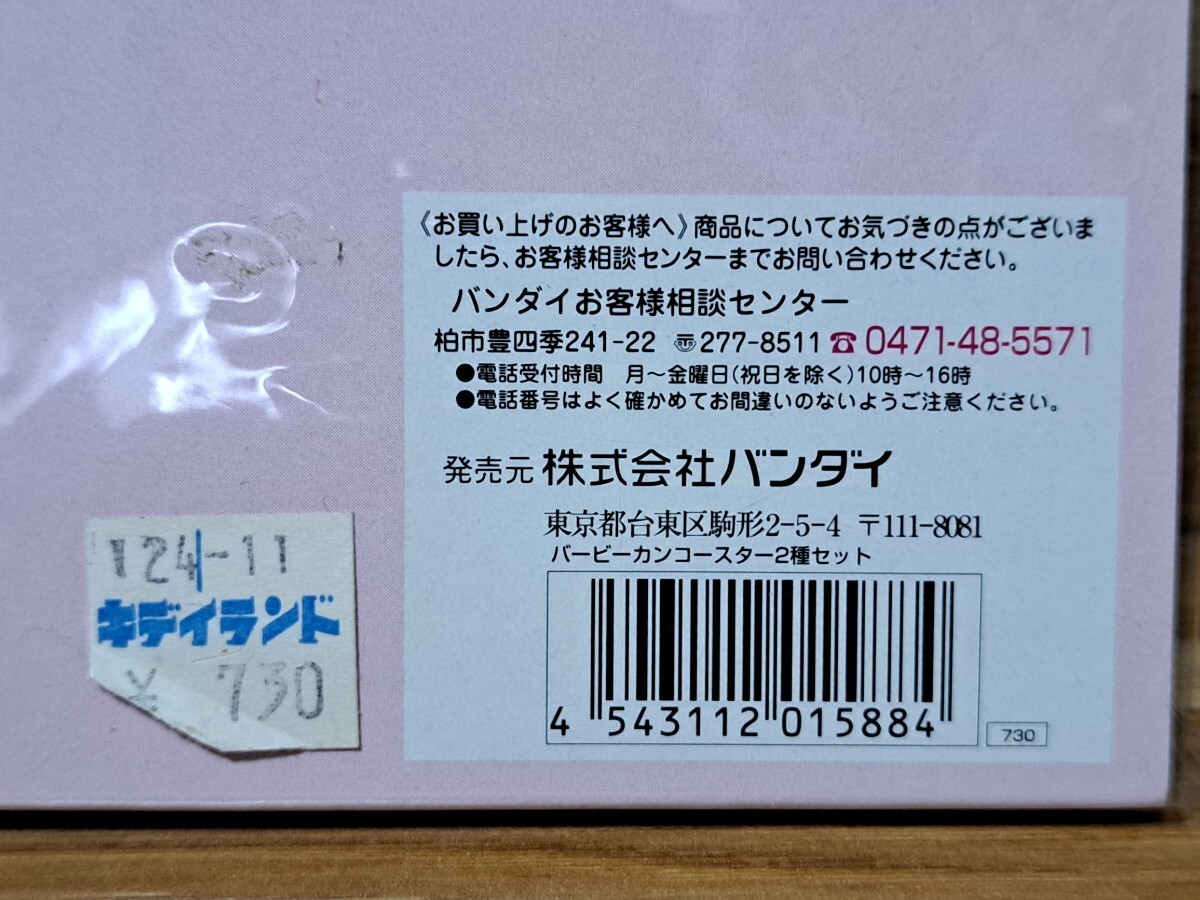 《お買い上げのお客様へ》商品についてお気づきの点がございま
したら、お客様相談センターまでお問い合わせください。
バンダイお客様相談センター
柏市豊四季241-22 〠277-8511 ☎0471-48-5571
●電話受付時間 月〜金曜日(祝日を除く)10時〜16時
●電話番号はよく確かめてお間違いのないようご注意ください。
発売元 株式会社バンダイ
東京都台東区駒形2-5-4 〒111-8081
バービーカンコースター2種セット
4 543112 015884
730
124-11
キデイランド
¥ 730